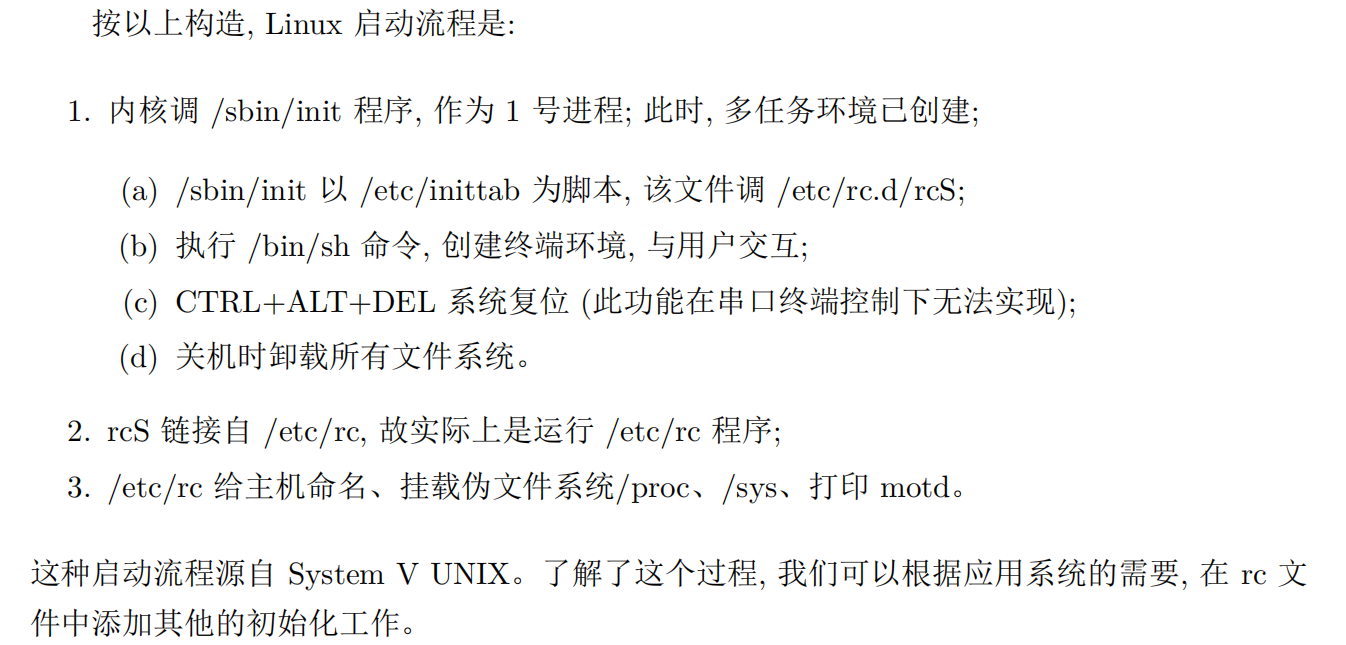 按以上构造, Linux 启动流程是:
1. 内核调 /sbin/init 程序, 作为 1 号进程; 此时, 多任务环境已创建;
(a) /sbin/init 以 /etc/inittab 为脚本, 该文件调 /etc/rc.d/rcS;
(b) 执行 /bin/sh 命令, 创建终端环境, 与用户交互;
(c) CTRL+ALT+DEL 系统复位 (此功能在串口终端控制下无法实现);
(d) 关机时卸载所有文件系统。
2. rcS 链接自 /etc/rc, 故实际上是运行 /etc/rc 程序;
3. /etc/rc 给主机命名、挂载伪文件系统/proc、/sys、打印 motd。
这种启动流程源自 System V UNIX。了解了这个过程, 我们可以根据应用系统的需要, 在 rc 文
件中添加其他的初始化工作。